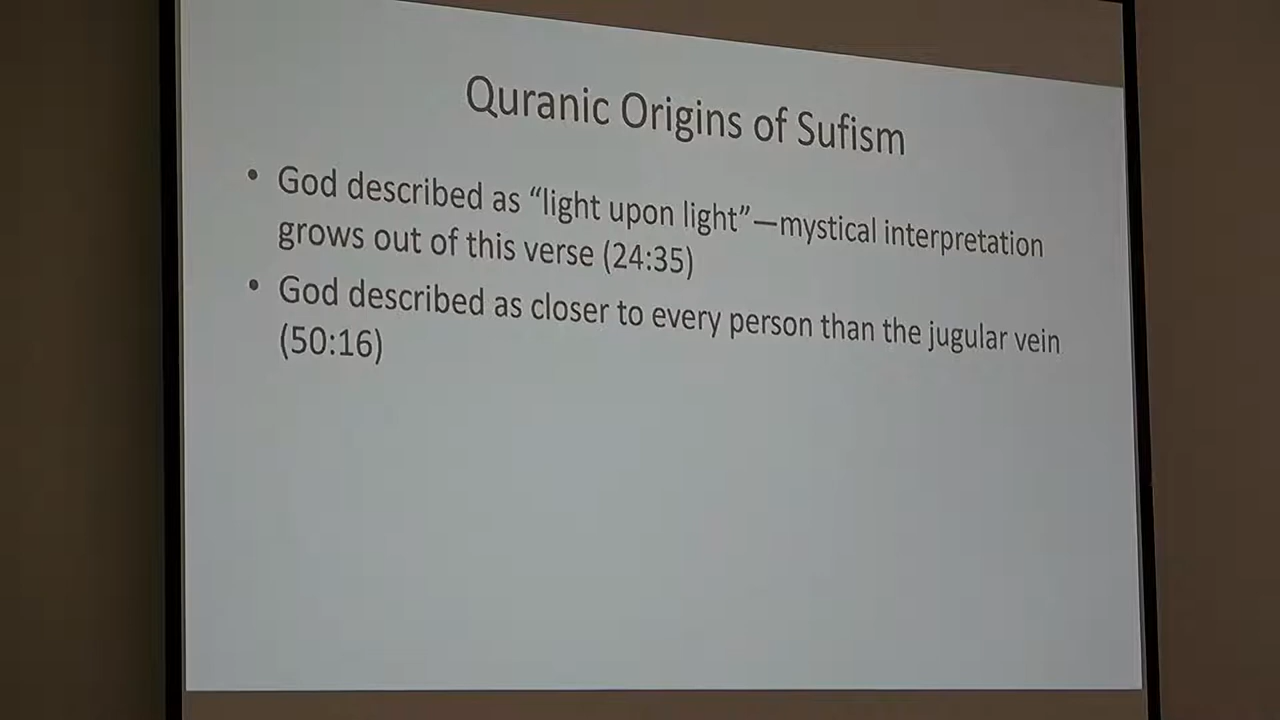 Quranic Origins of Sufism
• God described as “light upon light”—mystical interpretation
grows out of this verse (24:35)
• God described as closer to every person than the jugular vein
(50:16)